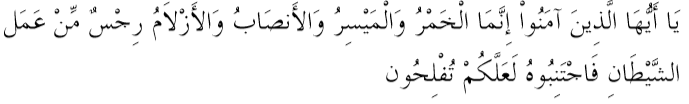 يَا أَيُّهَا الَّذِينَ آمَنُواْ إِنَّمَا الْخَمْرُ وَالْمَيْسِرُ وَالأَنصَابُ وَالأَزْلاَمُ رِجْسٌ مِّنْ عَمَلِ
الشَّيْطَانِ فَاجْتَنِبُوهُ لَعَلَّكُمْ تُفْلِحُون